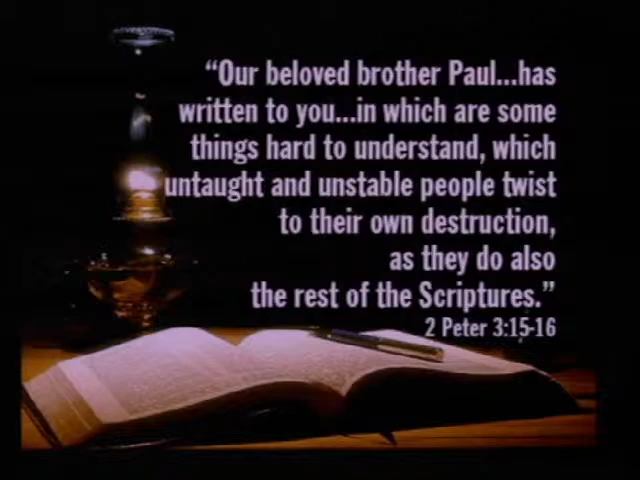 “Our beloved brother Paul...has
written to you...in which are some
things hard to understand, which
untaught and unstable people twist
to their own destruction,
as they do also
the rest of the Scriptures.”
2 Peter 3:15-16